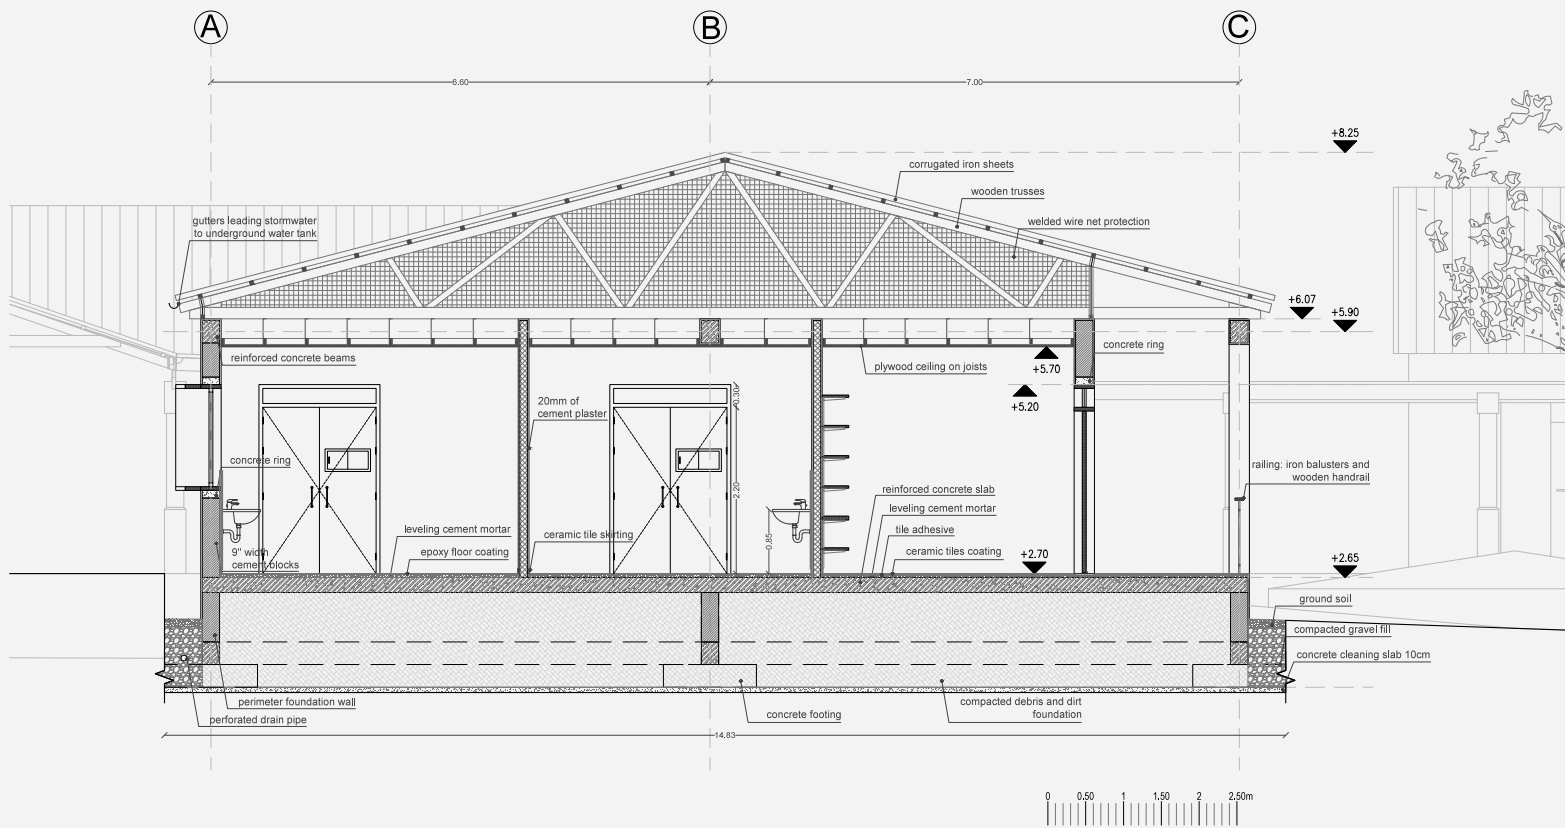 A
B
C
6.60
7.00
+8.25
corrugated iron sheets
wooden trusses
gutters leading stormwater
to underground water tank
welded wire net protection
+6.07
+5.90
concrete ring
reinforced concrete beams
plywood ceiling on joists
+5.70
+5.20
0.30
20mm of
cement plaster
concrete ring
railing: iron balusters and
wooden handrail
2.20
reinforced concrete slab
leveling cement mortar
leveling cement mortar
tile adhesive
ceramic tile skirting
0.85
9" width
cement blocks
epoxy floor coating
ceramic tiles coating
+2.70
+2.65
ground soil
compacted gravel fill
concrete cleaning slab 10cm
perimeter foundation wall
compacted debris and dirt
foundation
perforated drain pipe
concrete footing
14.83
0 0.50 1 1.50 2 2.50m